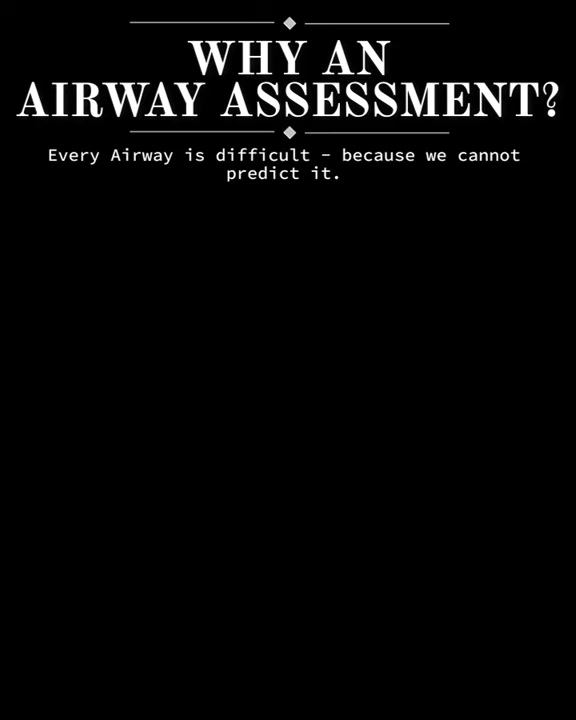 WHY AN
AIRWAY ASSESSMENT?
Every Airway is difficult – because we cannot
predict it.